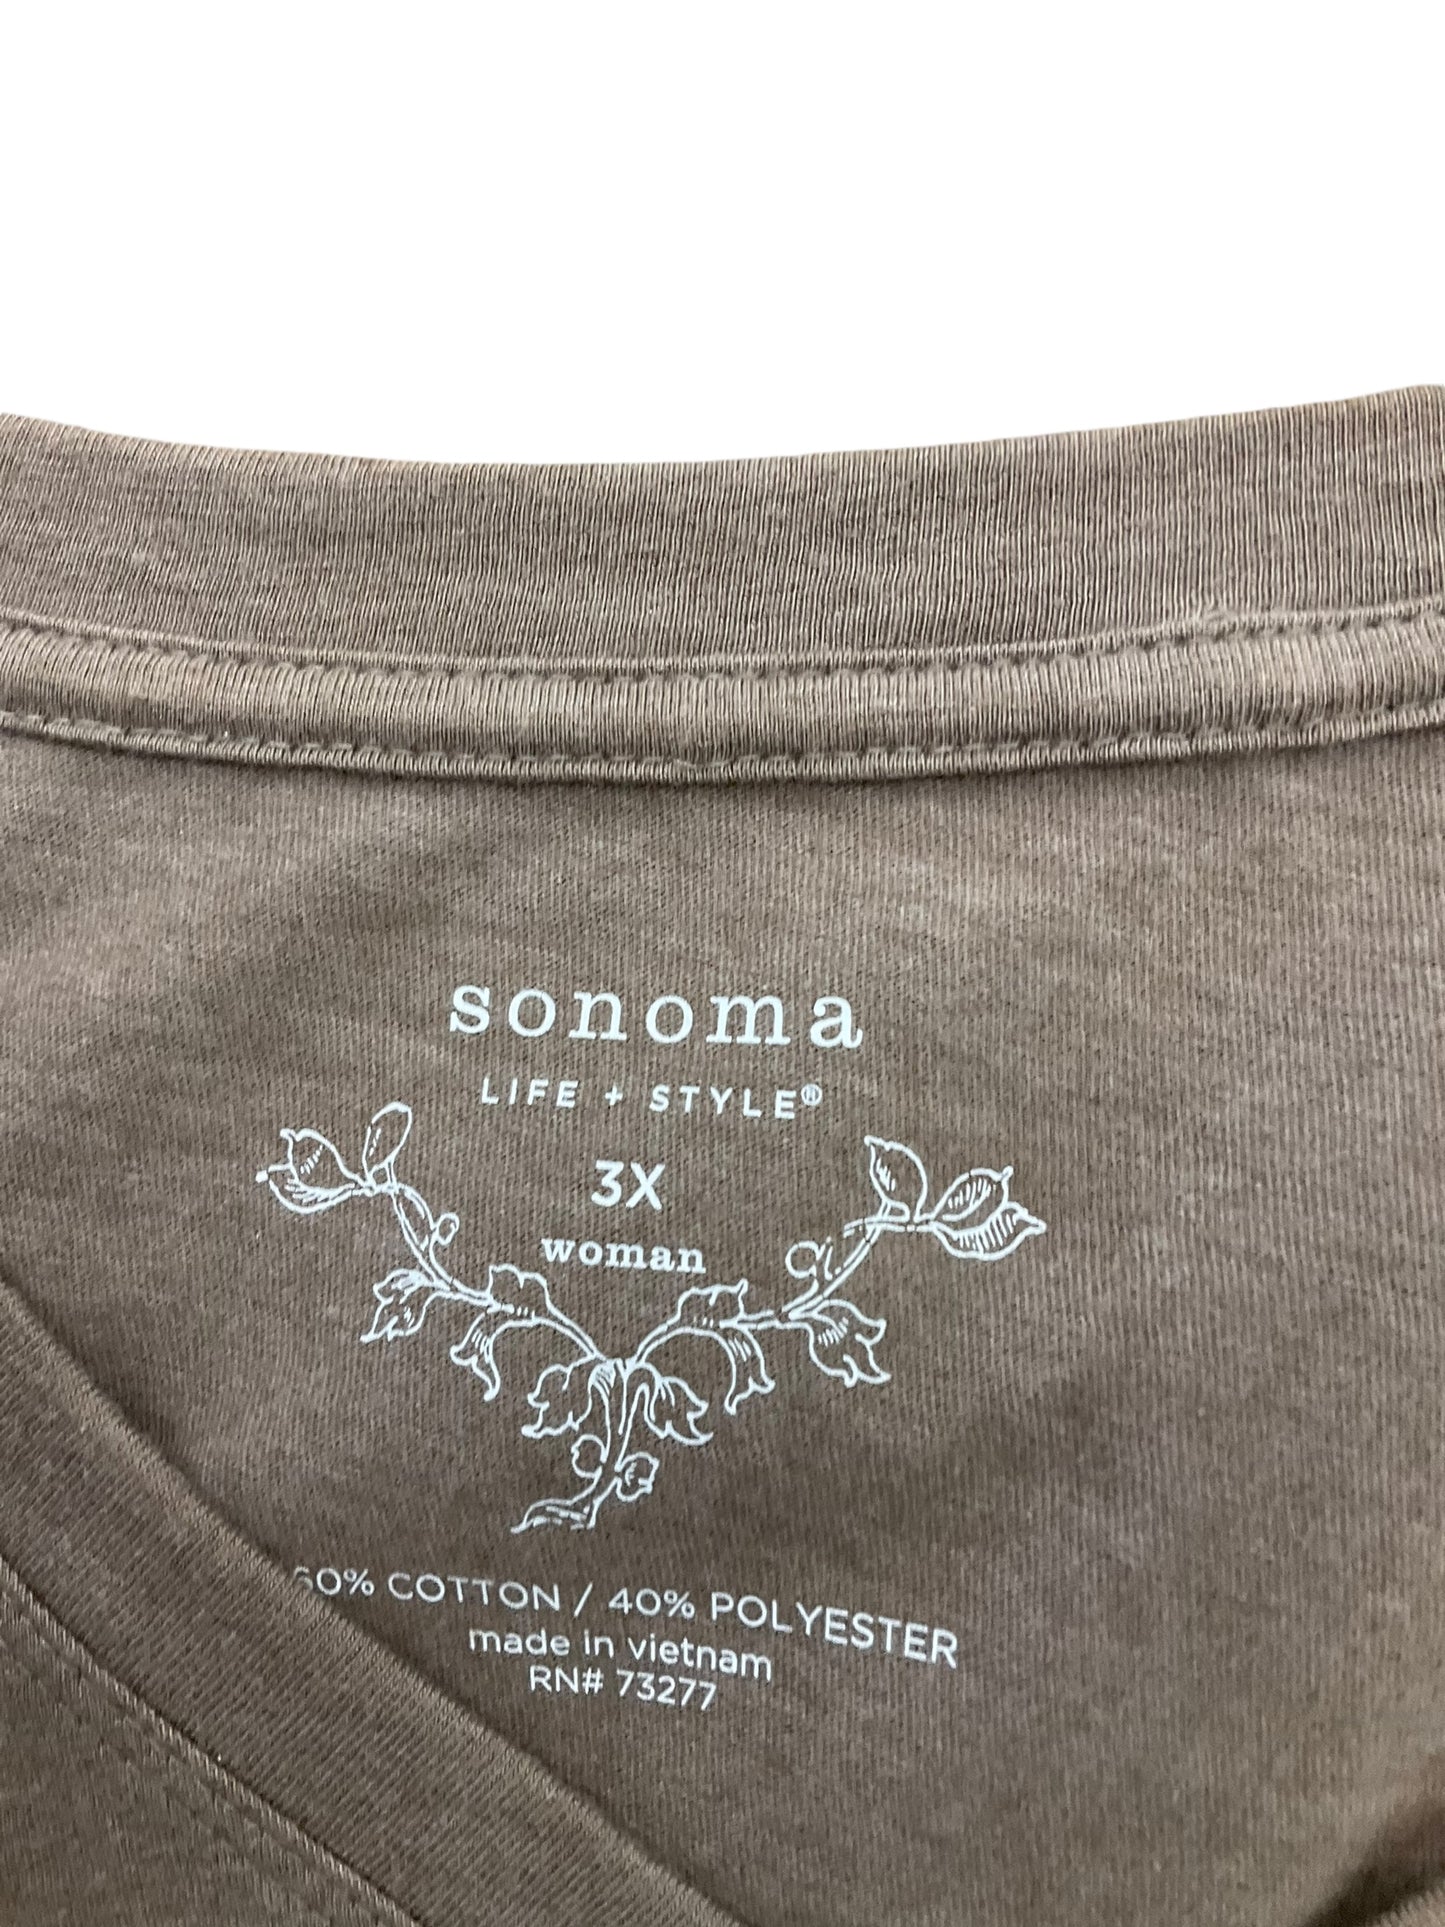 sonoma
LIFE + STYLE®
3X
woman
60% COTTON / 40% POLYESTER
made in vietnam
RN# 73277